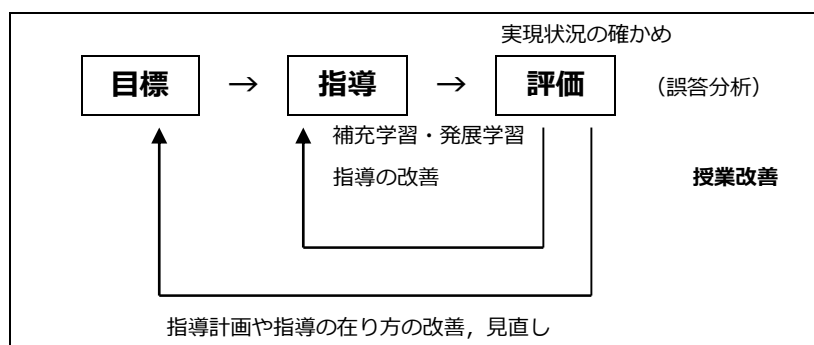 実現状況の確かめ
目標 → 指導 → 評価 （誤答分析）
補充学習・発展学習
指導の改善 授業改善
指導計画や指導の在り方の改善，見直し